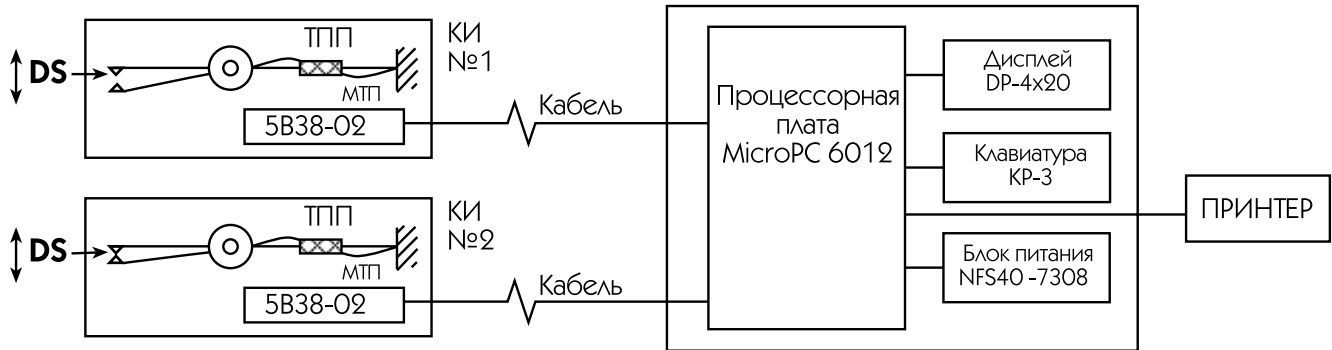 DS
ТПП
МТП
5В38-02
КИ
№1
Кабель
DS
ТПП
МТП
5В38-02
КИ
№2
Кабель
Процессорная
плата
MicroPC 6012
Дисплей
DP-4x20
Клавиатура
КР-3
Блок питания
NFS40 -7308
ПРИНТЕР